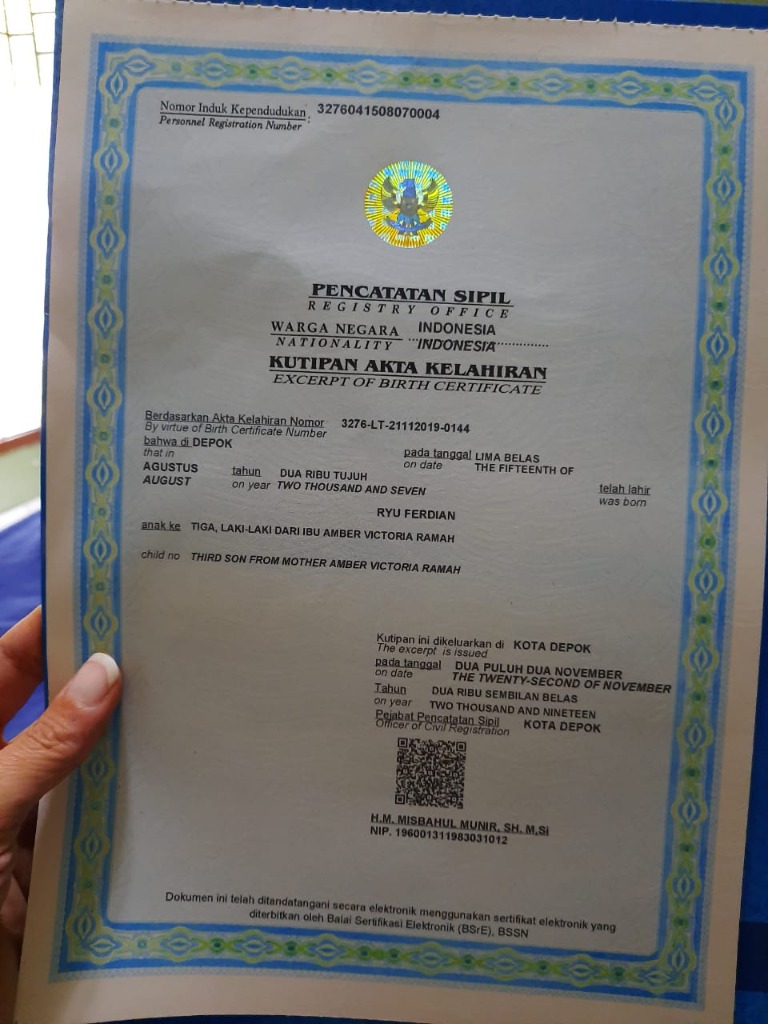 Nomor Induk Kependudukan : 3276041508070004
Personnel Registration Number
PENCATATAN SIPIL
REGISTRY OFFICE
WARGA NEGARA INDONESIA
NATIONALITY INDONESIA
KUTIPAN AKTA KELAHIRAN
EXCERPT OF BIRTH CERTIFICATE
Berdasarkan Akta Kelahiran Nomor 3276-LT-21112019-0144
By virtue of Birth Certificate Number
bahwa di DEPOK pada tanggal LIMA BELAS
that in on date THE FIFTEENTH OF
AGUSTUS tahun DUA RIBU TUJUH telah lahir
AUGUST on year TWO THOUSAND AND SEVEN was born
RYU FERDIAN
anak ke TIGA, LAKI-LAKI DARI IBU AMBER VICTORIA RAMAH
child no THIRD SON FROM MOTHER AMBER VICTORIA RAMAH
Kutipan ini dikeluarkan di KOTA DEPOK
The excerpt is issued
pada tanggal DUA PULUH DUA NOVEMBER
on date THE TWENTY-SECOND OF NOVEMBER
Tahun DUA RIBU SEMBILAN BELAS
on year TWO THOUSAND AND NINETEEN
Pejabat Pencatatan Sipil KOTA DEPOK
Officer of Civil Registration
H.M. MISBAHUL MUNIR, SH. M,Si
NIP. 196001311983031012
Dokumen ini telah ditandatangani secara elektronik menggunakan sertifikat elektronik yang
diterbitkan oleh Balai Sertifikasi Elektronik (BSrE), BSSN